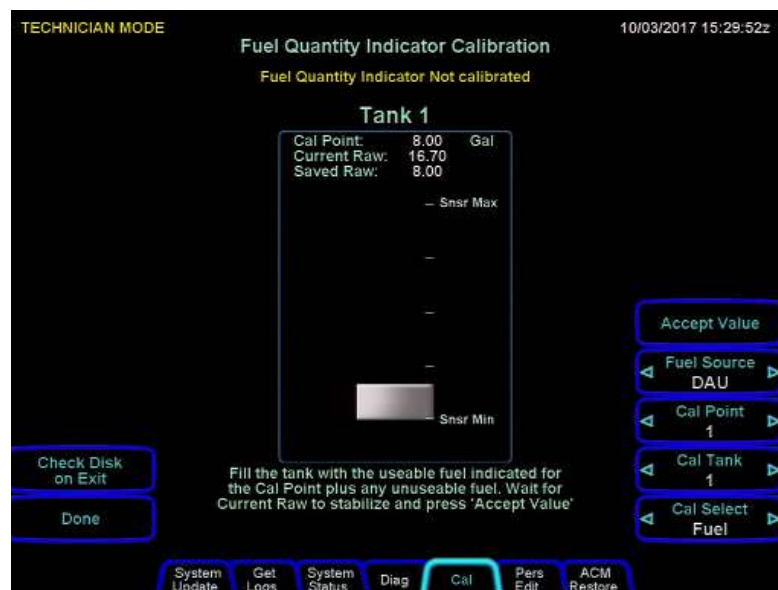 TECHNICIAN MODE
10/03/2017 15:29:52z
Fuel Quantity Indicator Calibration
Fuel Quantity Indicator Not calibrated
Tank 1
Cal Point: 8.00 Gal
Current Raw: 16.70
Saved Raw: 8.00
Snsr Max
Snsr Min
Accept Value
Fuel Source
DAU
Cal Point
1
Cal Tank
1
Cal Select
Fuel
Check Disk
on Exit
Done
Fill the tank with the useable fuel indicated for
the Cal Point plus any unuseable fuel. Wait for
Current Raw to stabilize and press 'Accept Value'
System
Update
Get
Logs
System
Status
Diag
Cal
Pers
Edit
ACM
Restore